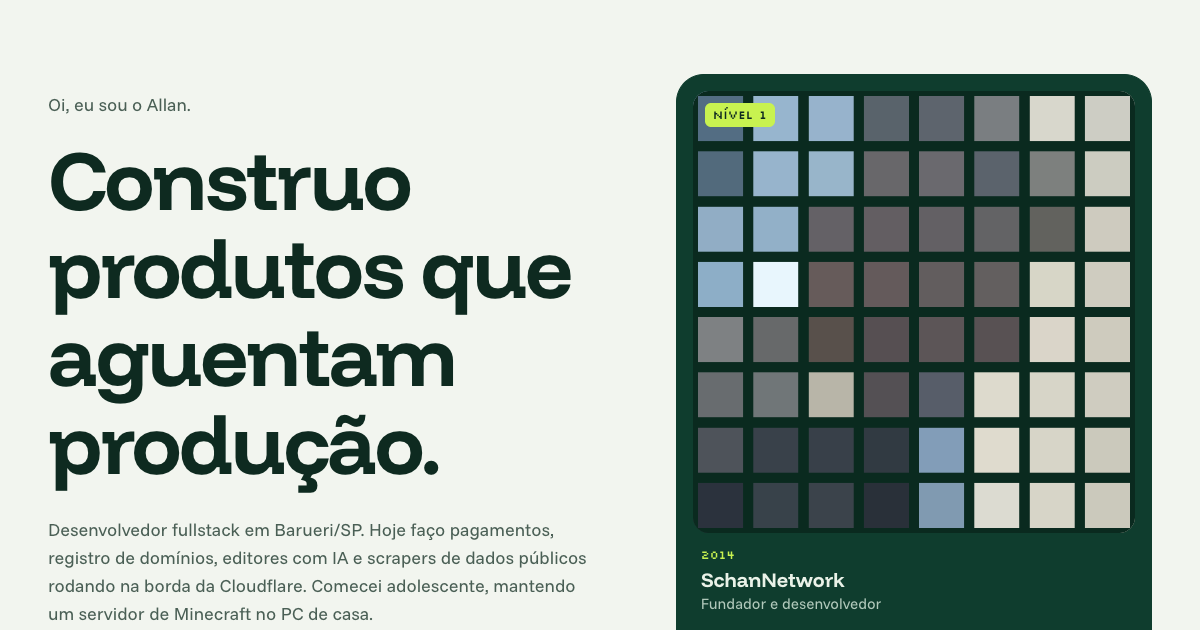 Oi, eu sou o Allan.
Construo
produtos que
aguentam
produção.
Desenvolvedor fullstack em Barueri/SP. Hoje faço pagamentos,
registro de domínios, editores com IA e scrapers de dados públicos
rodando na borda da Cloudflare. Comecei adolescente, mantendo
um servidor de Minecraft no PC de casa.
NÍVEL 1
2014
SchanNetwork
Fundador e desenvolvedor